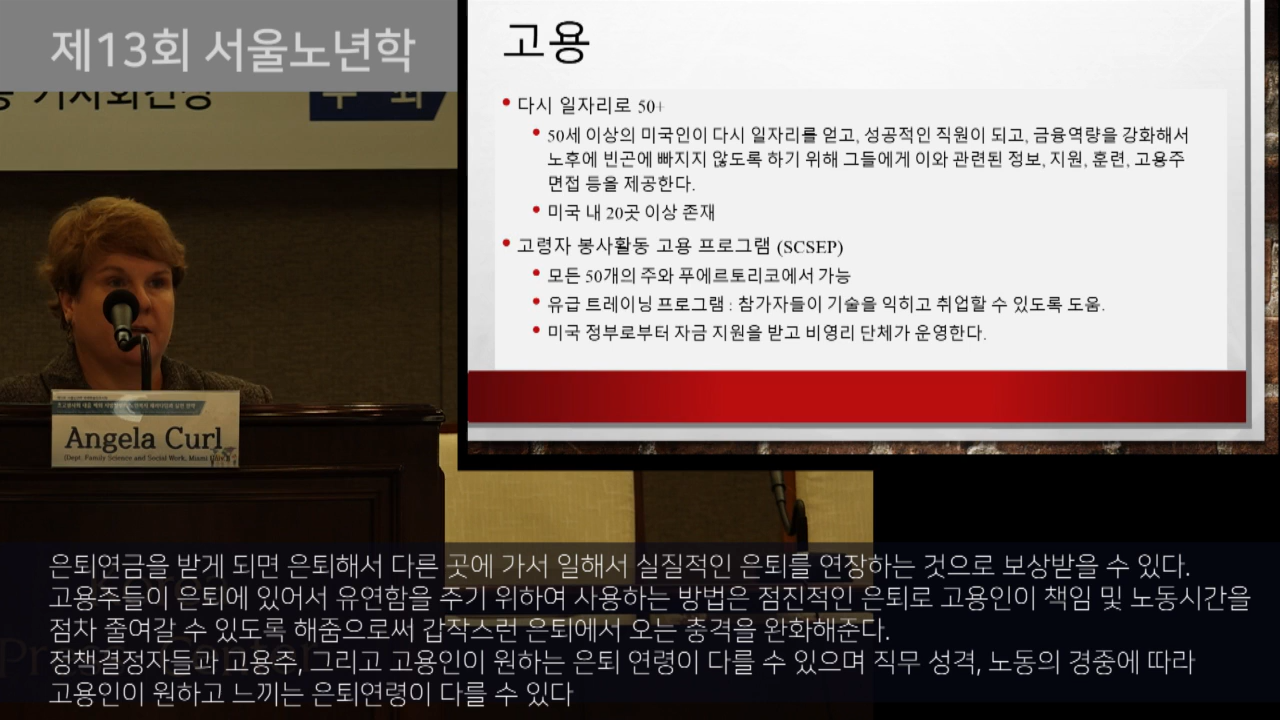 제13회 서울노년학
고용
• 다시 일자리로 50+
• 50세 이상의 미국인이 다시 일자리를 얻고, 성공적인 직원이 되고, 금융역량을 강화해서
노후에 빈곤에 빠지지 않도록 하기 위해 그들에게 이와 관련된 정보, 지원, 훈련, 고용주
면접 등을 제공한다.
• 미국 내 20곳 이상 존재
• 고령자 봉사활동 고용 프로그램 (SCSEP)
• 모든 50개의 주와 푸에르토리코에서 가능
• 유급 트레이닝 프로그램 : 참가자들이 기술을 익히고 취업할 수 있도록 도움.
• 미국 정부로부터 자금 지원을 받고 비영리 단체가 운영한다.
Angela Curl
(Dept. Family Science and Social Work, Miami
은퇴연금을 받게 되면 은퇴해서 다른 곳에 가서 일해서 실질적인 은퇴를 연장하는 것으로 보상받을 수 있다.
고용주들이 은퇴에 있어서 유연함을 주기 위하여 사용하는 방법은 점진적인 은퇴로 고용인이 책임 및 노동시간을
점차 줄여갈 수 있도록 해줌으로써 갑작스런 은퇴에서 오는 충격을 완화해준다.
정책결정자들과 고용주, 그리고 고용인이 원하는 은퇴 연령이 다를 수 있으며 직무 성격, 노동의 경중에 따라
고용인이 원하고 느끼는 은퇴연령이 다를 수 있다